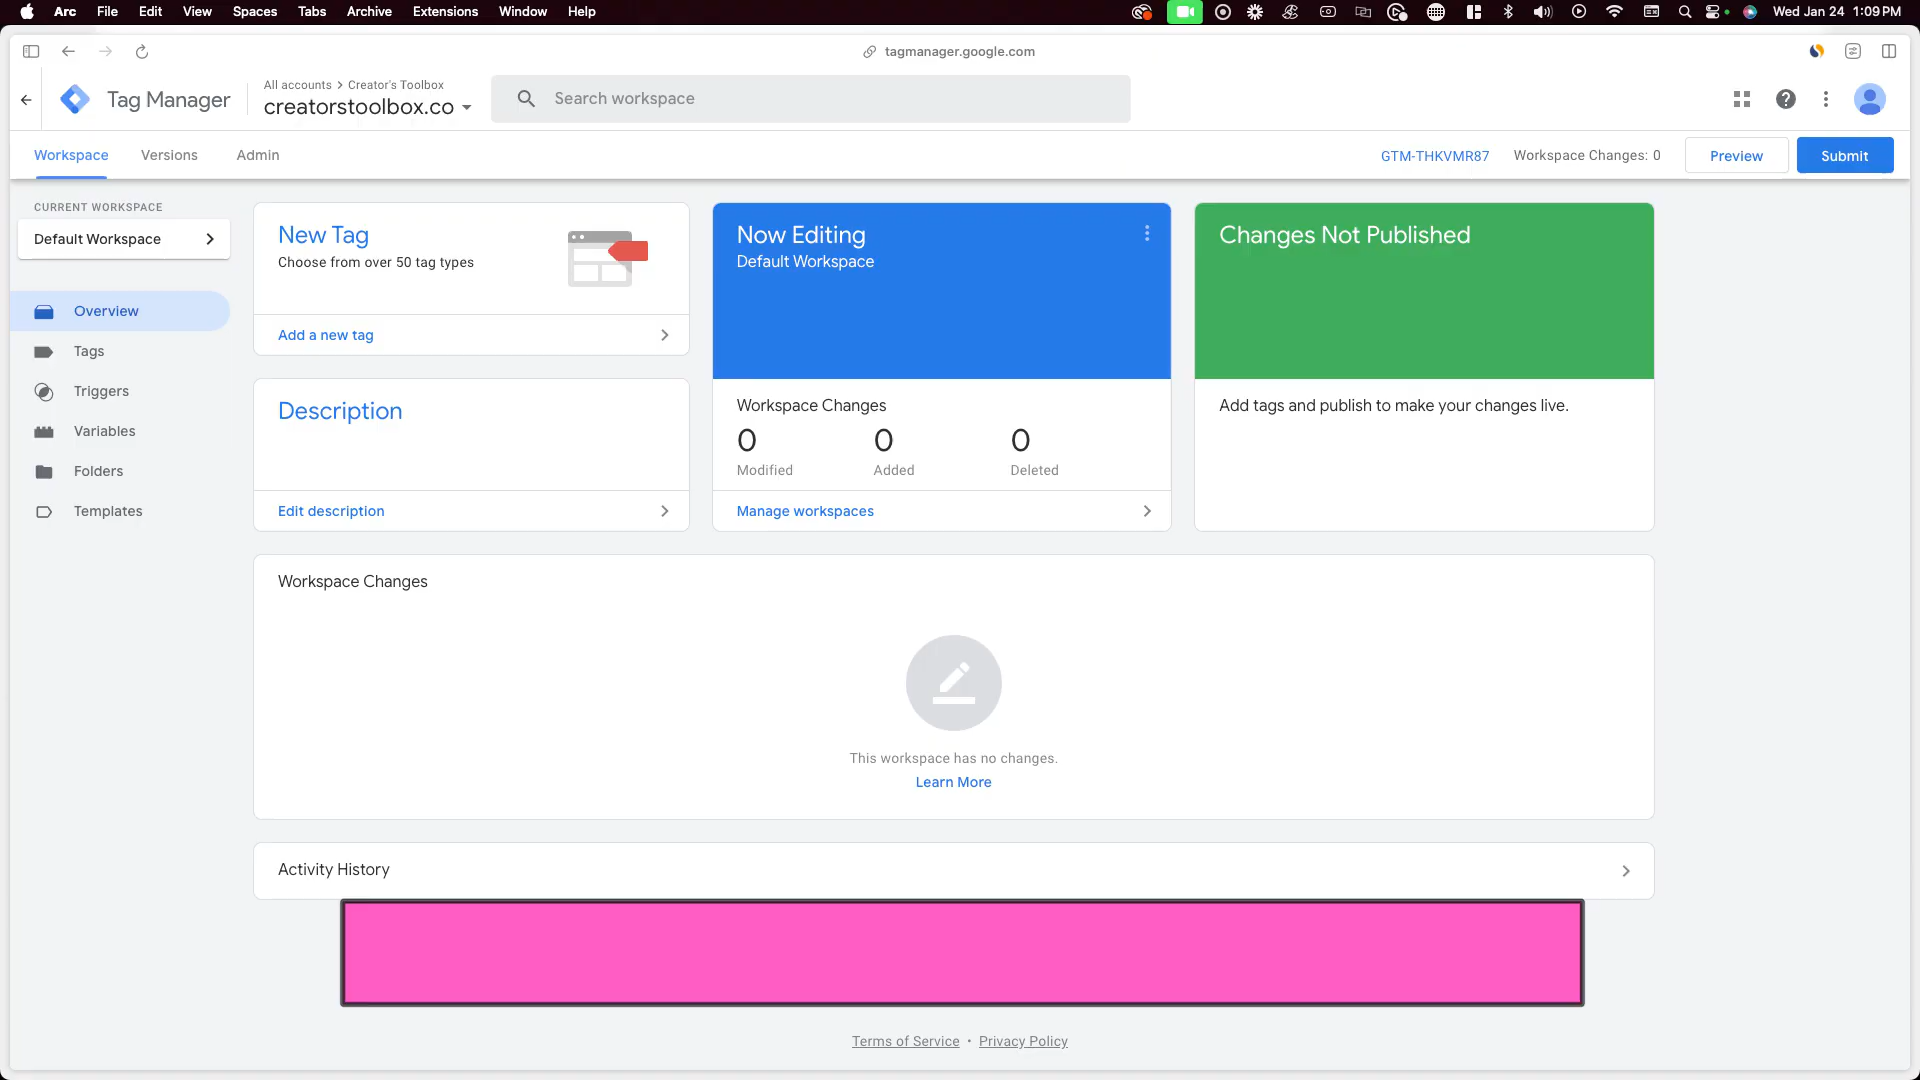 Arc File Edit View Spaces Tabs Archive Extensions Window Help Wed Jan 24 1:09 PM
tagmanager.google.com
Tag Manager
All accounts > Creator's Toolbox
creatorstoolbox.co
Search workspace
Workspace Versions Admin GTM-THKVMR87 Workspace Changes: 0 Preview Submit
CURRENT WORKSPACE
Default Workspace
Overview
Tags
Triggers
Variables
Folders
Templates
New Tag
Choose from over 50 tag types
Add a new tag
Description
Edit description
Now Editing
Default Workspace
Workspace Changes
0 0 0
Modified Added Deleted
Manage workspaces
Changes Not Published
Add tags and publish to make your changes live.
Workspace Changes
This workspace has no changes.
Learn More
Activity History
Terms of Service • Privacy Policy